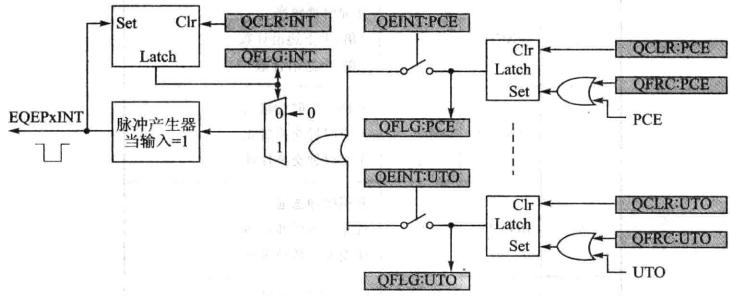 Set
Clr
QCLR:INT
Latch
QFLG:INT
EQEPxINT
脉冲产生器
当输入=1
0
0
1
QEINT:PCE
Clr
Latch
Set
QCLR:PCE
QFRC:PCE
PCE
QFLG:PCE
QEINT:UTO
Clr
Latch
Set
QCLR:UTO
QFRC:UTO
UTO
QFLG:UTO